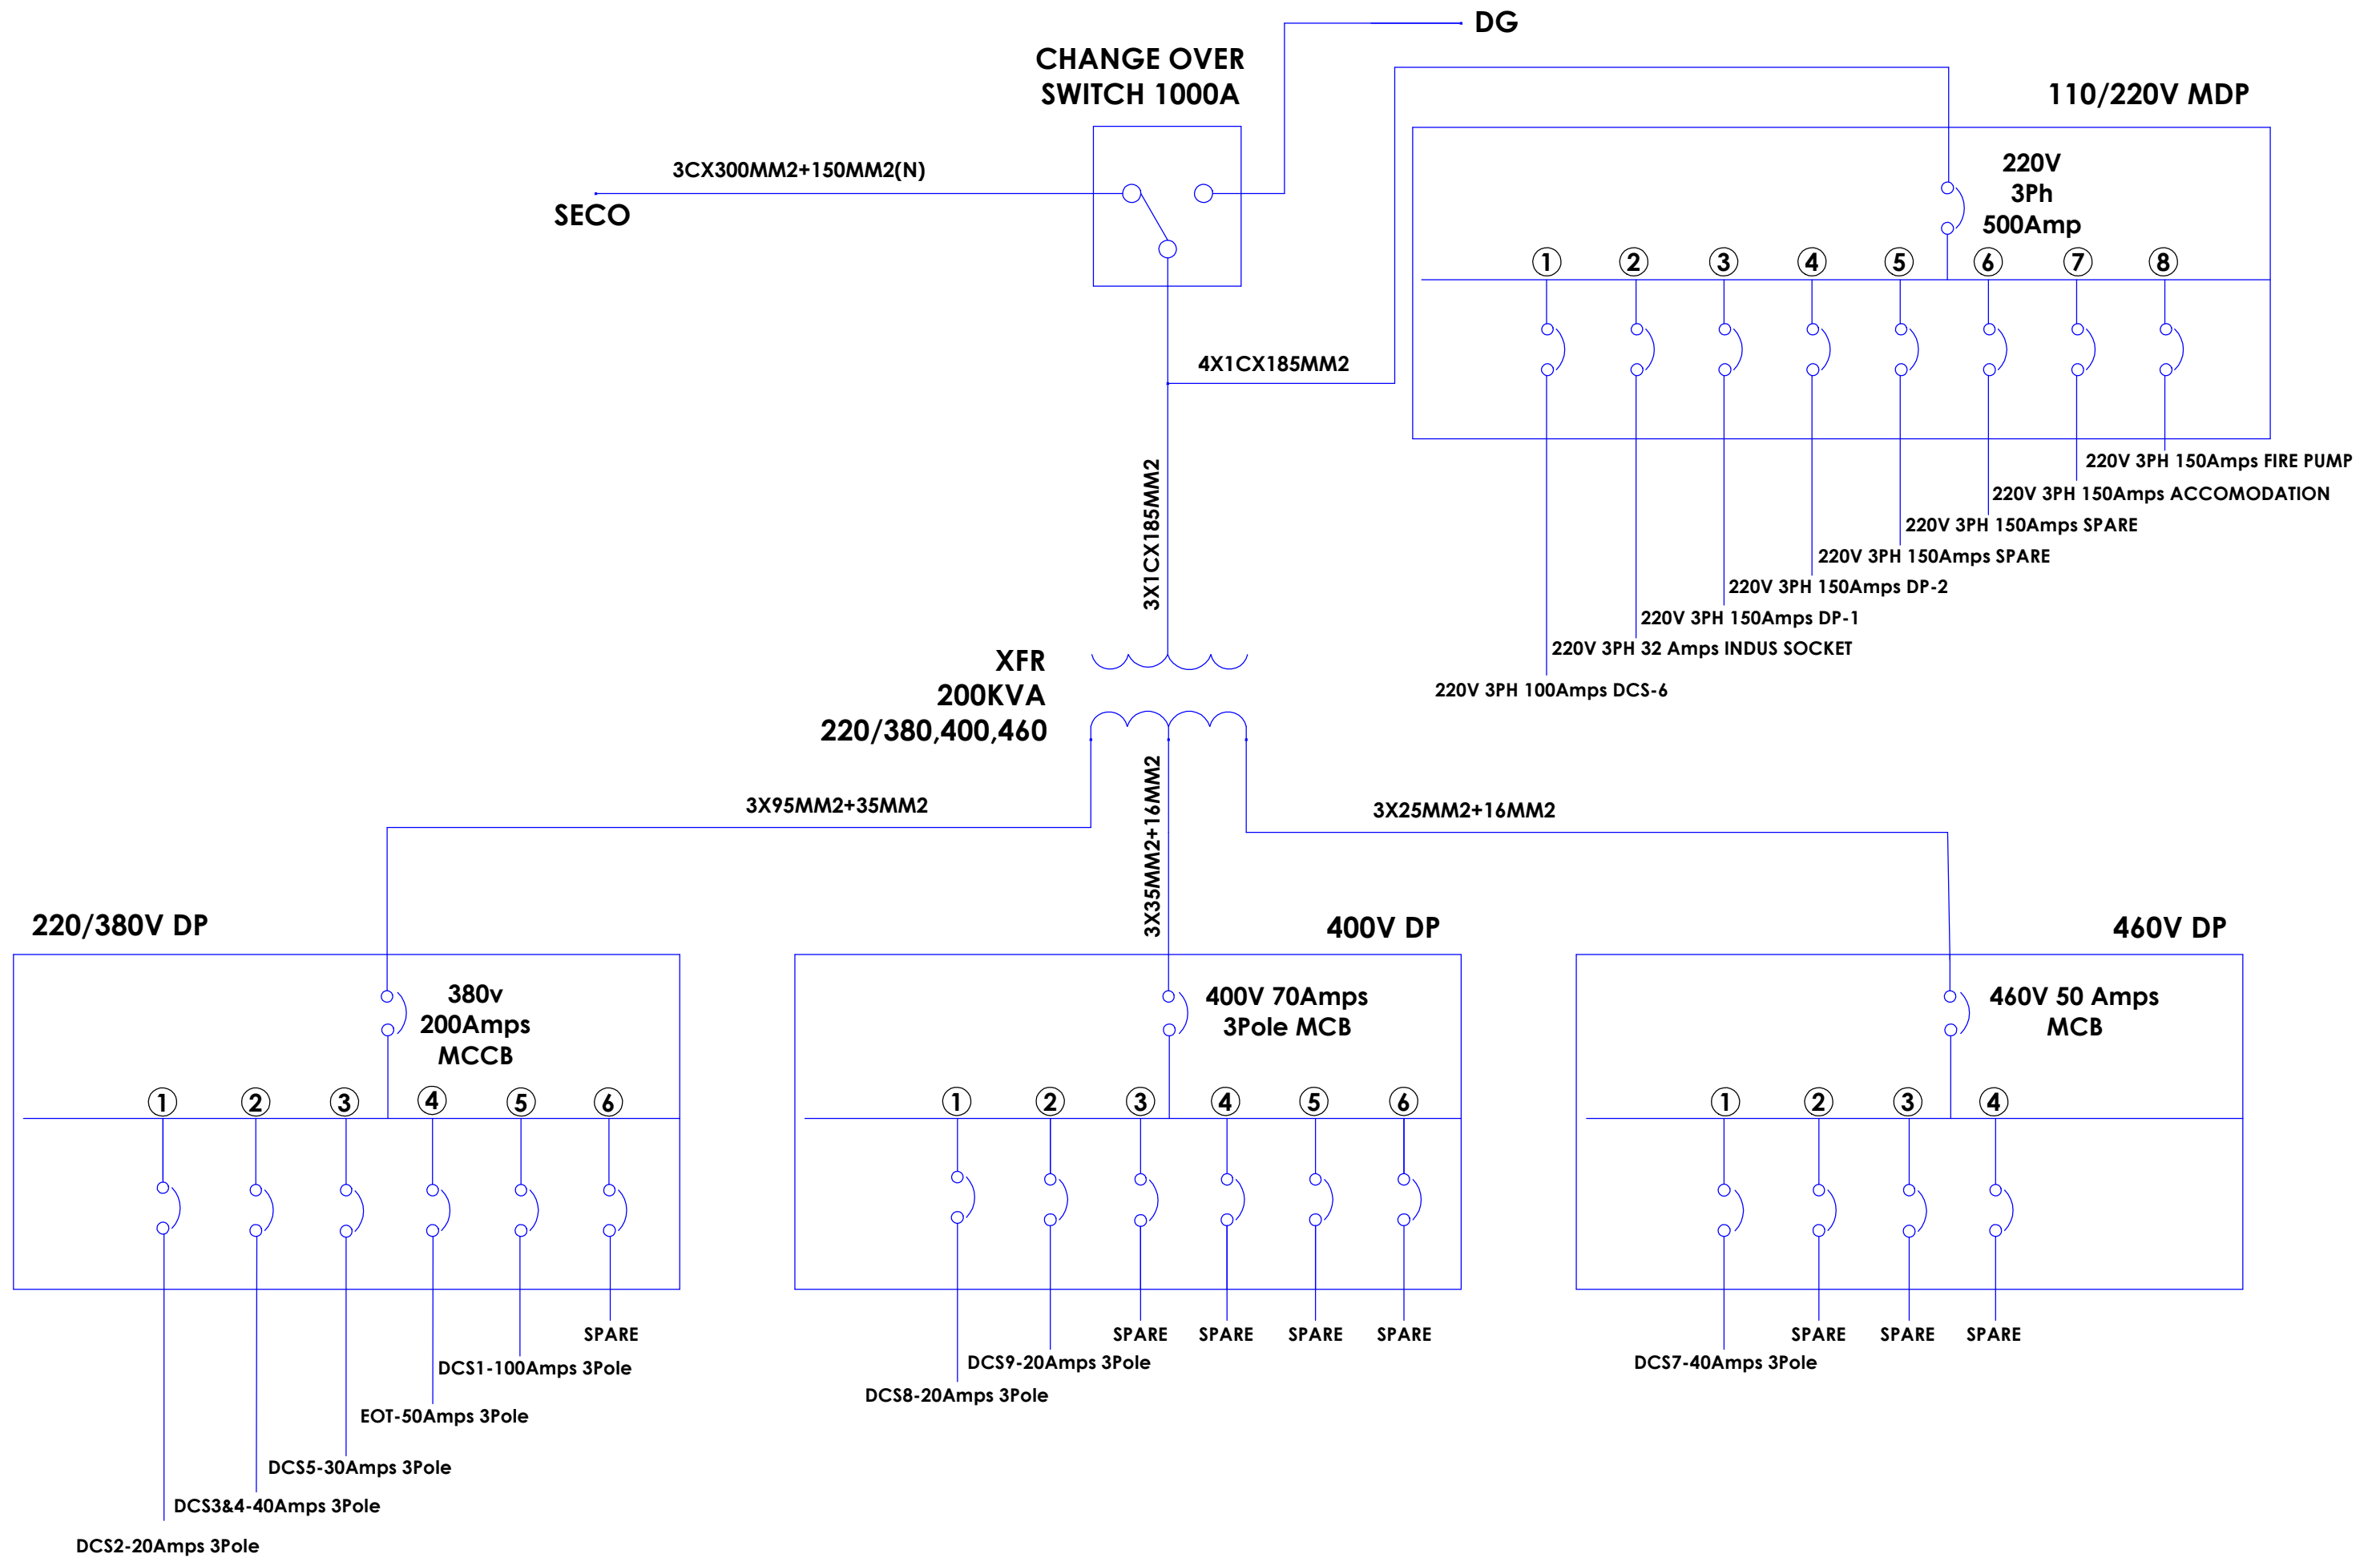 DG
CHANGE OVER
SWITCH 1000A
110/220V MDP
3CX300MM2+150MM2(N)
SECO
220V
3Ph
500Amp
1 2 3 4 5 6 7 8
4X1CX185MM2
220V 3PH 150Amps FIRE PUMP
220V 3PH 150Amps ACCOMODATION
220V 3PH 150Amps SPARE
220V 3PH 150Amps SPARE
220V 3PH 150Amps DP-2
220V 3PH 150Amps DP-1
220V 3PH 32 Amps INDUS SOCKET
220V 3PH 100Amps DCS-6
3X1CX185MM2
XFR
200KVA
220/380,400,460
3X95MM2+35MM2
3X35MM2+16MM2
3X25MM2+16MM2
220/380V DP
380v
200Amps
MCCB
1 2 3 4 5 6
SPARE
DCS1-100Amps 3Pole
EOT-50Amps 3Pole
DCS5-30Amps 3Pole
DCS3&4-40Amps 3Pole
DCS2-20Amps 3Pole
400V DP
400V 70Amps
3Pole MCB
1 2 3 4 5 6
SPARE SPARE SPARE SPARE
DCS9-20Amps 3Pole
DCS8-20Amps 3Pole
460V DP
460V 50 Amps
MCB
1 2 3 4
SPARE SPARE SPARE
DCS7-40Amps 3Pole